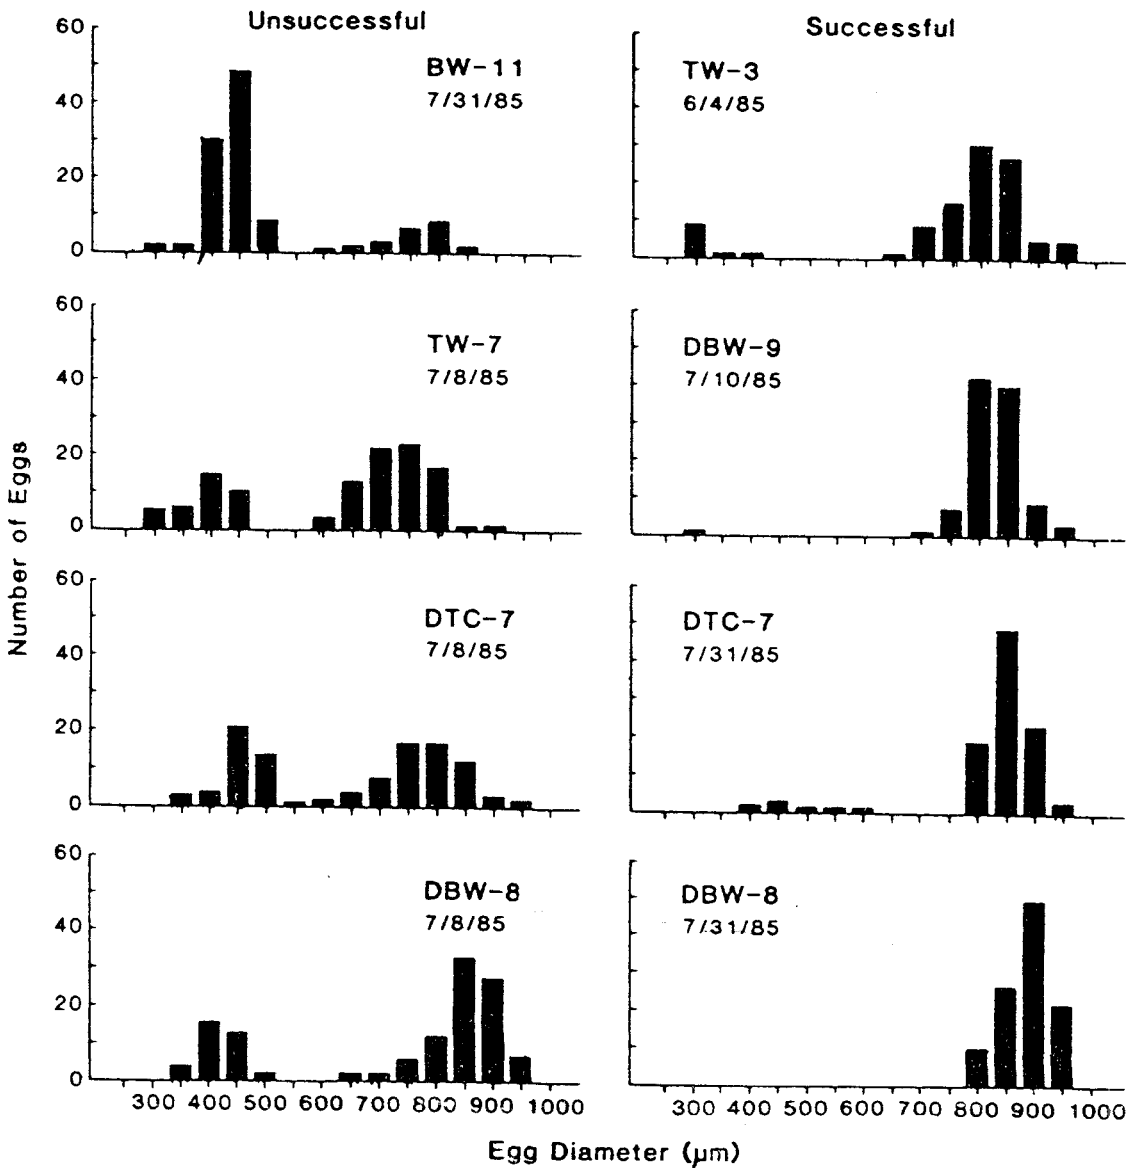 Unsuccessful
Successful
60
40
20
0
BW-11
7/31/85
TW-3
6/4/85
60
40
20
0
TW-7
7/8/85
DBW-9
7/10/85
60
40
20
0
DTC-7
7/8/85
DTC-7
7/31/85
60
40
20
0
DBW-8
7/8/85
DBW-8
7/31/85
300 400 500 600 700 800 900 1000
300 400 500 600 700 800 900 1000
Number of Eggs
Egg Diameter (μm)